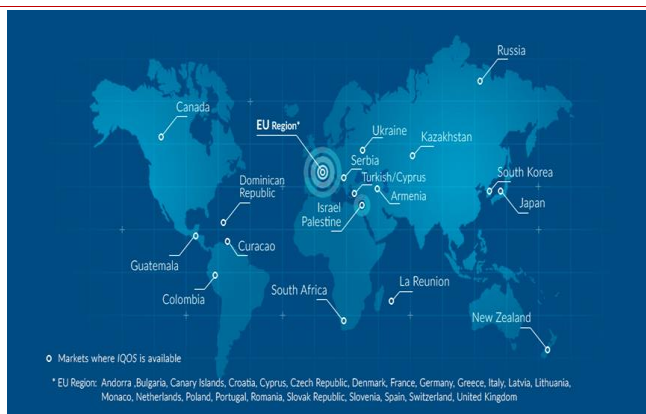 Russia
Canada
EU Region*
Ukraine
Kazakhstan
Serbia
Dominican
Republic
Turkish/Cyprus
South Korea
Israel
Palestine
Armenia
Japan
Guatemala
Curacao
Colombia
South Africa
La Reunion
New Zealand
Markets where IQOS is available
* EU Region: Andorra ,Bulgaria, Canary Islands, Croatia, Cyprus, Czech Republic, Denmark, France, Germany, Greece, Italy, Latvia, Lithuania,
Monaco, Netherlands, Poland, Portugal, Romania, Slovak Republic, Slovenia, Spain, Switzerland, United Kingdom